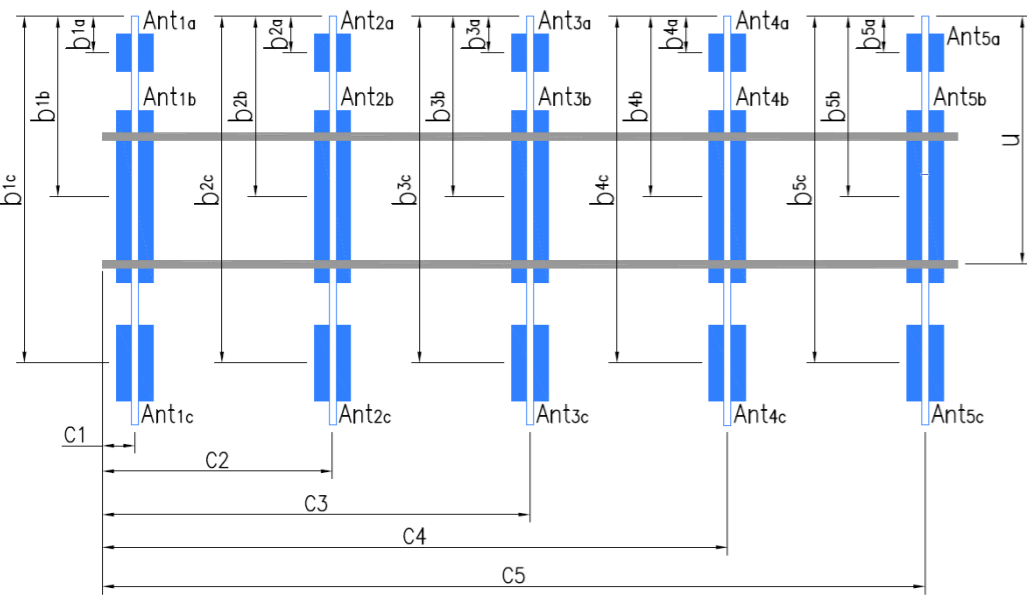 b1a
Ant1a
b2a
Ant2a
b3a
Ant3a
b4a
Ant4a
b5a
Ant5a
b1b
Ant1b
b2b
Ant2b
b3b
Ant3b
b4b
Ant4b
b5b
Ant5b
u
b1c
b2c
b3c
b4c
b5c
Ant1c
Ant2c
Ant3c
Ant4c
Ant5c
C1
C2
C3
C4
C5